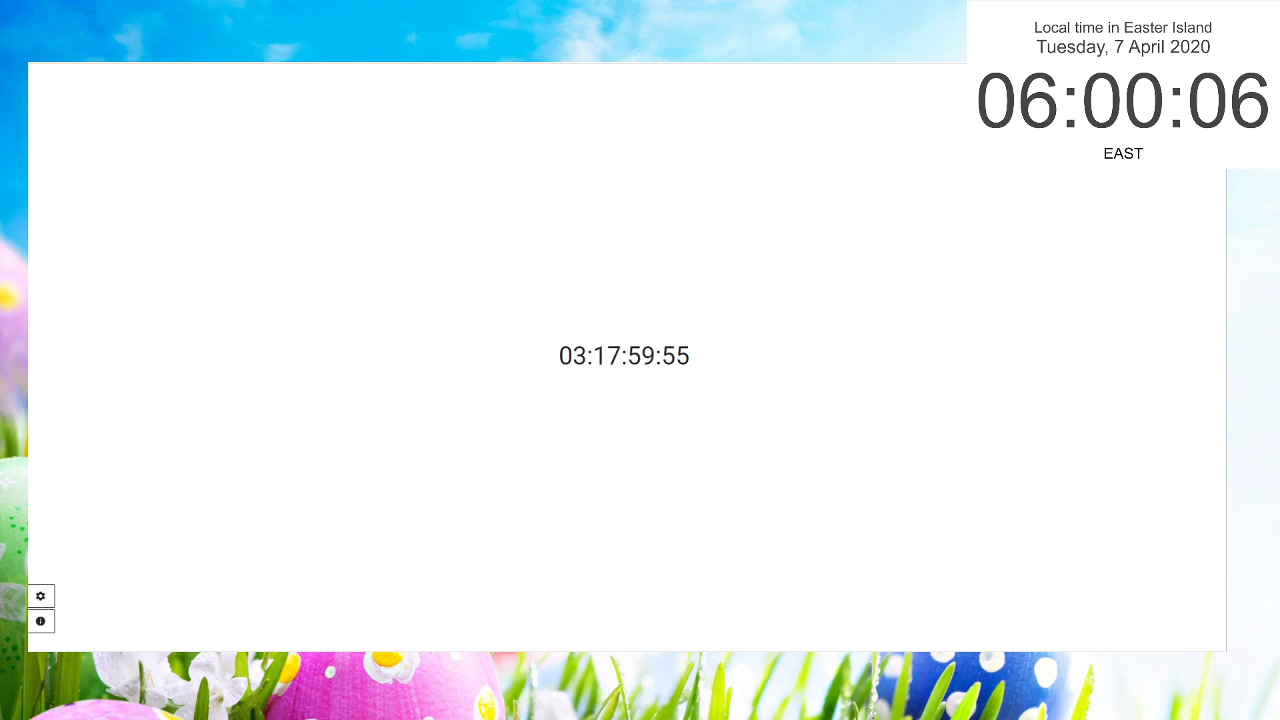 Local time in Easter Island
Tuesday, 7 April 2020
06:00:06
EAST
03:17:59:55